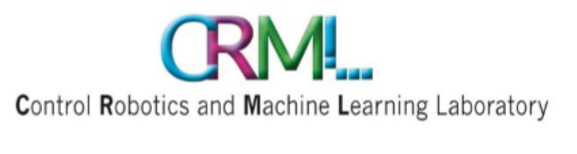 CRML...
Control Robotics and Machine Learning Laboratory